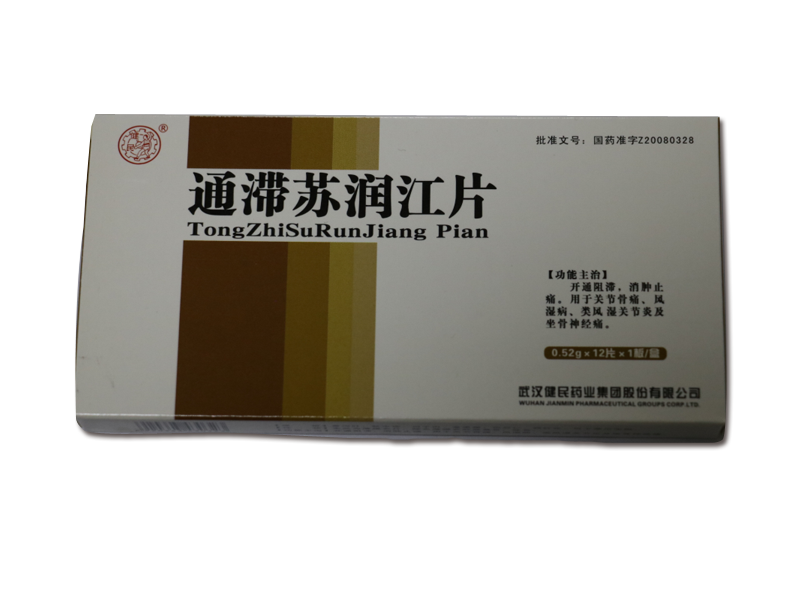 ®
批准文号：国药准字Z20080328
通滞苏润江片
TongZhiSuRunJiang Pian
【功能主治】
开通阻滞，消肿止
痛。用于关节骨痛、风
湿病、类风湿关节炎及
坐骨神经痛。
0.52g×12片×1板/盒
武汉健民药业集团股份有限公司
WUHAN JIANMIN PHARMACEUTICAL GROUPS CORP.LTD.